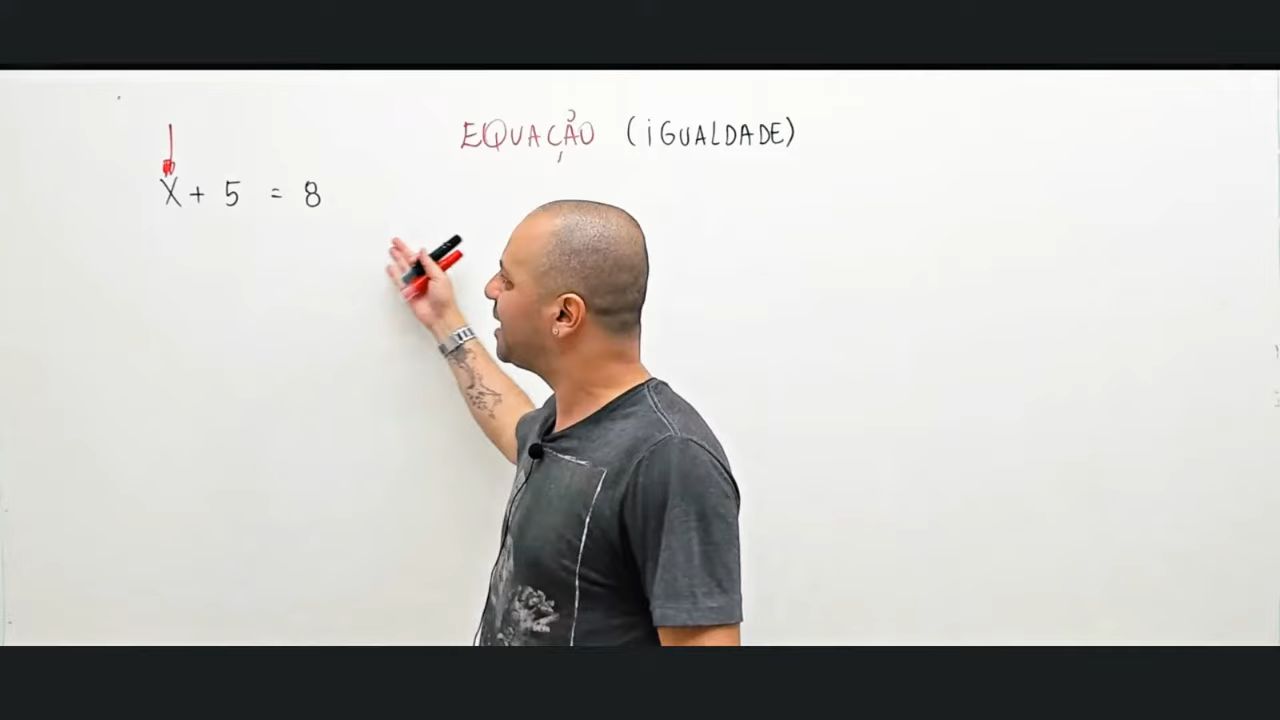 EQUAÇÃO (iGUALDADE)
X + 5 = 8